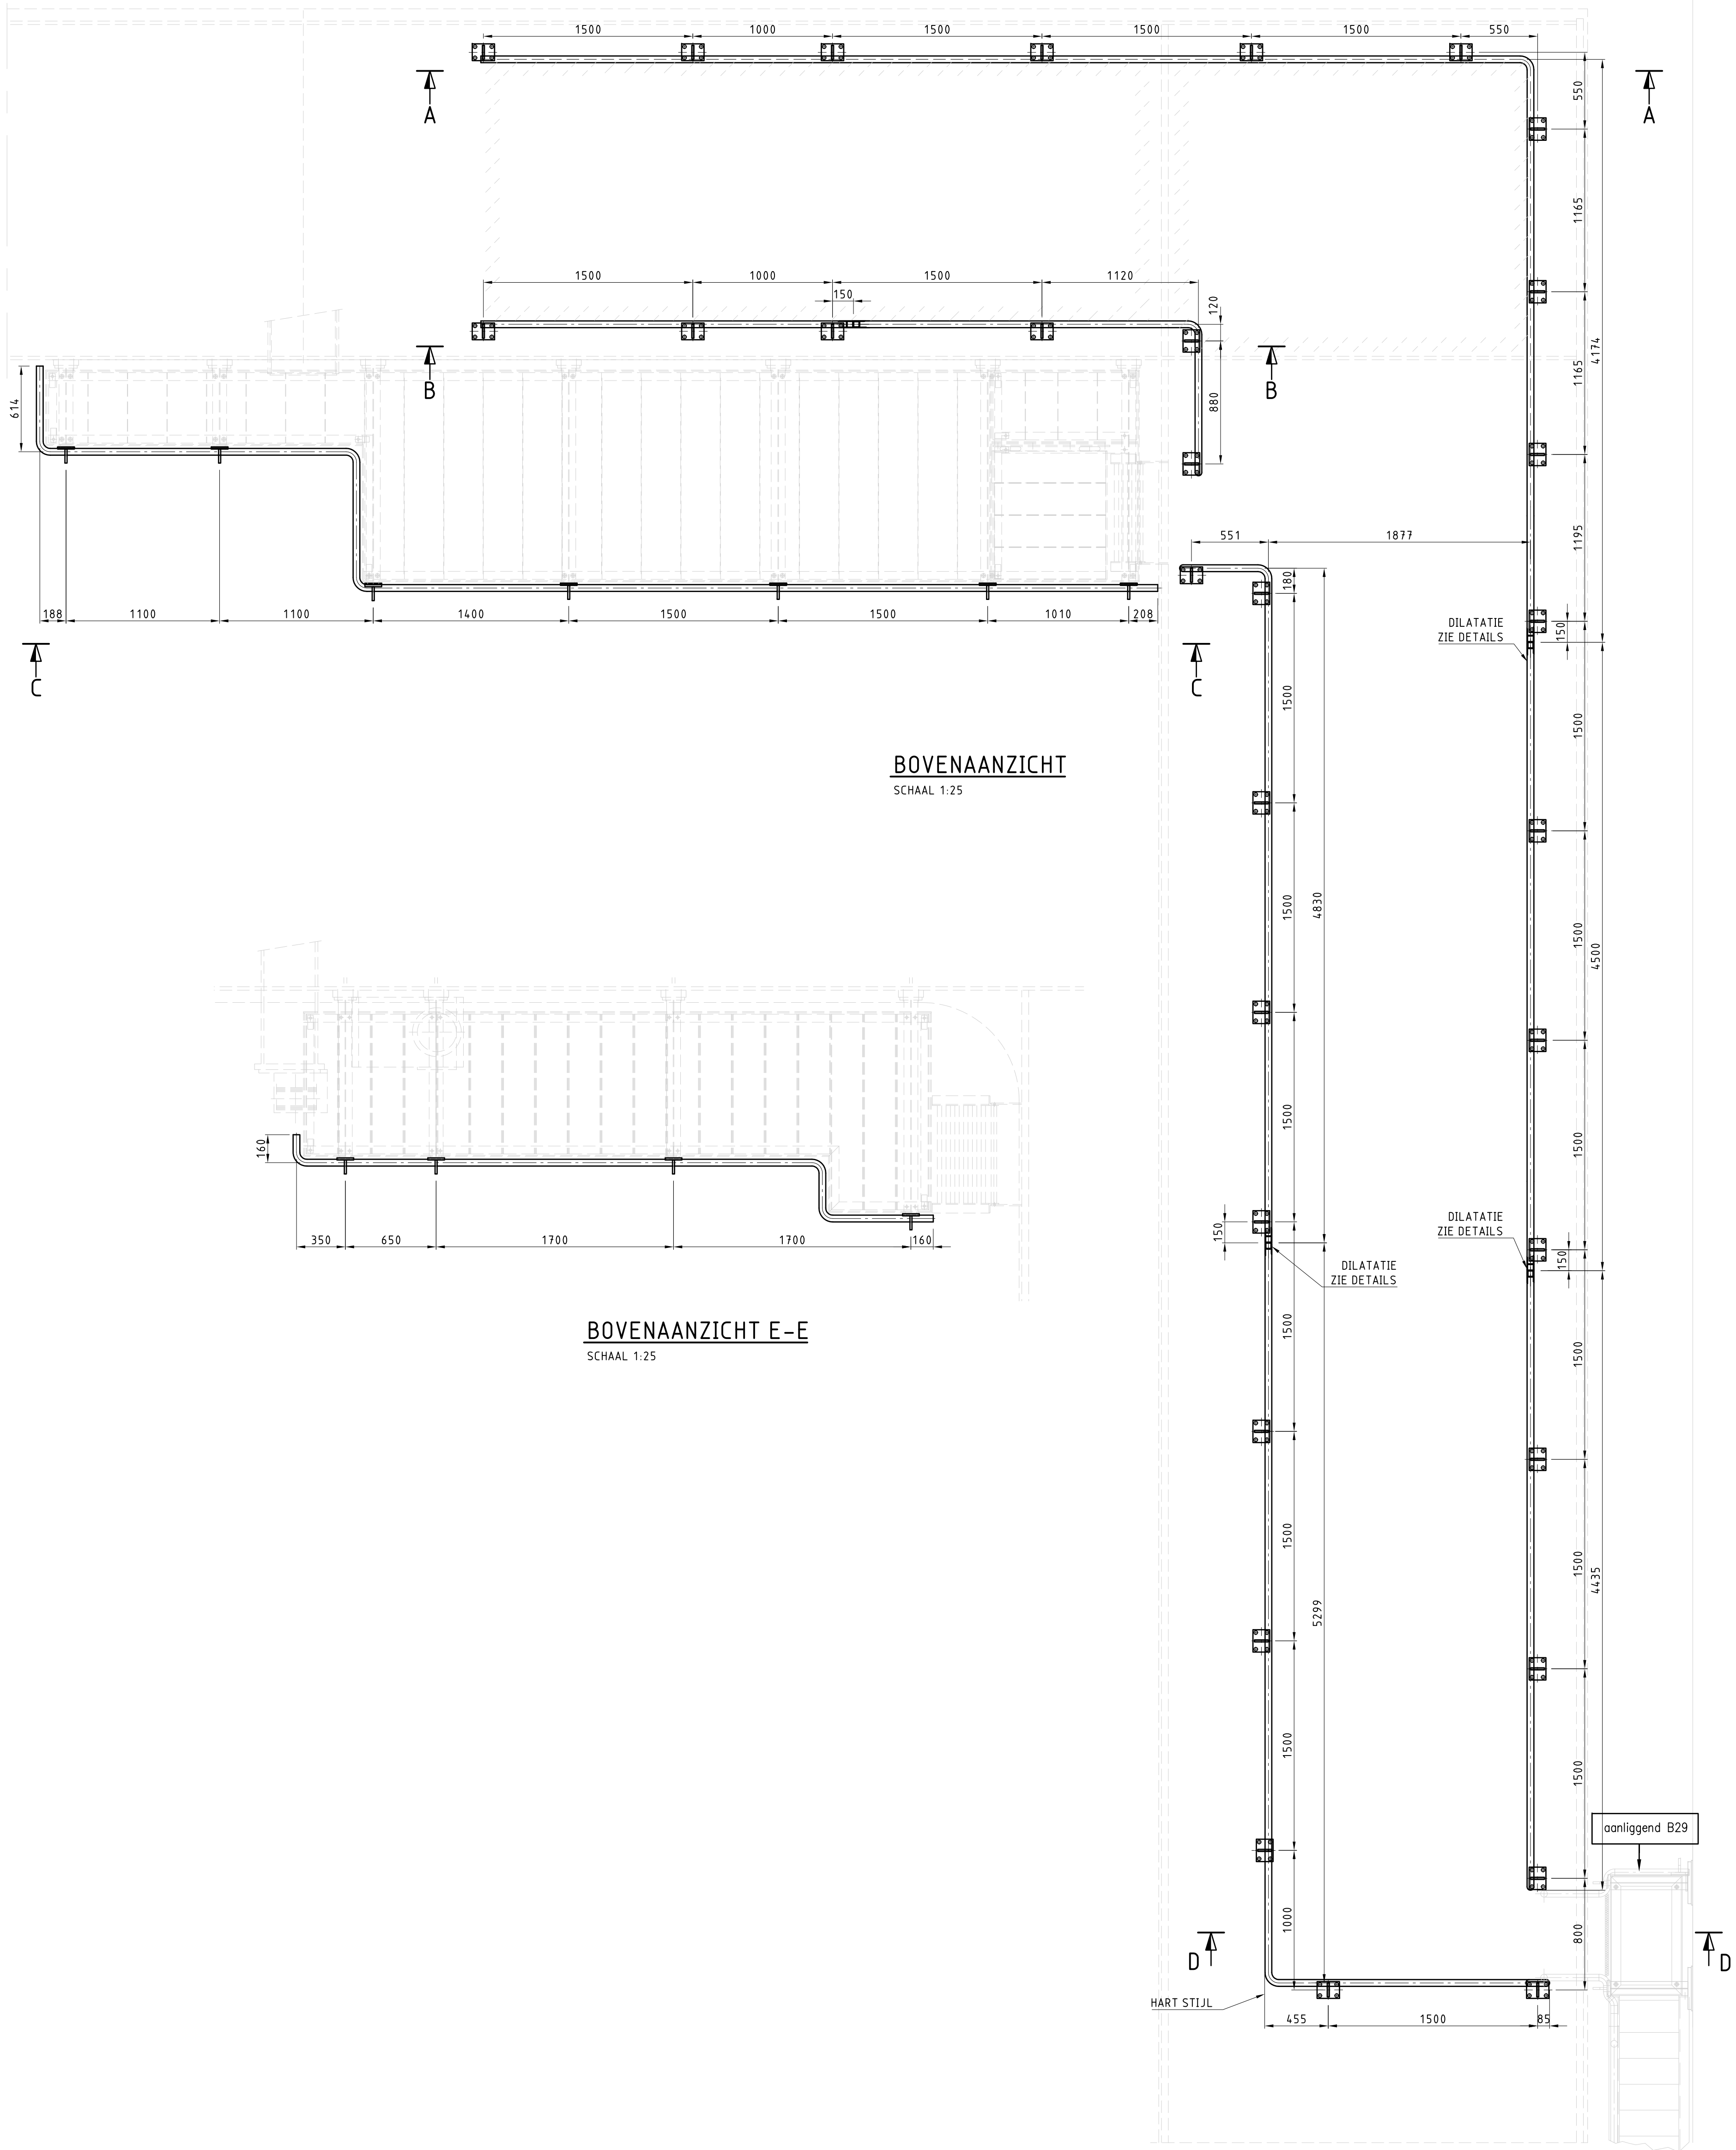 1500 1000 1500 1500 1500 550
A A
550
1165
1165
4174
1195
150
1500 1000 1500 1120
150
120
880
B B
614
188 1100 1100 1400 1500 1500 1010 208
C C
551 1877
180
1500
1500
1500
4830
150
DILATATIE
ZIE DETAILS
1500
1500
1500
4500
BOVENAANZICHT
SCHAAL 1:25
160
350 650 1700 1700 160
BOVENAANZICHT E-E
SCHAAL 1:25
DILATATIE
ZIE DETAILS
150
DILATATIE
ZIE DETAILS
1500
1500
1500
1000
5299
1500
1500
1500
4435
800
aanliggend B29
D D
HART STIJL
455 1500 85